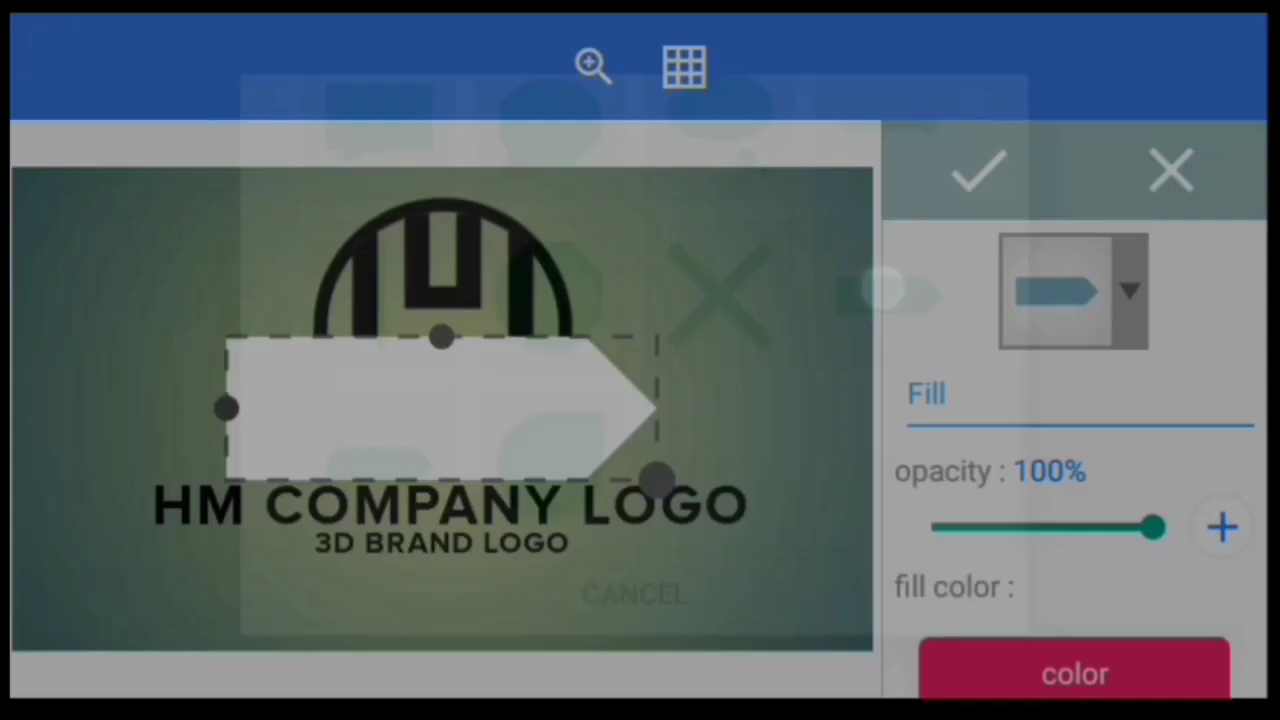 HM COMPANY LOGO
3D BRAND LOGO
CANCEL
Fill
opacity : 100%
fill color :
color